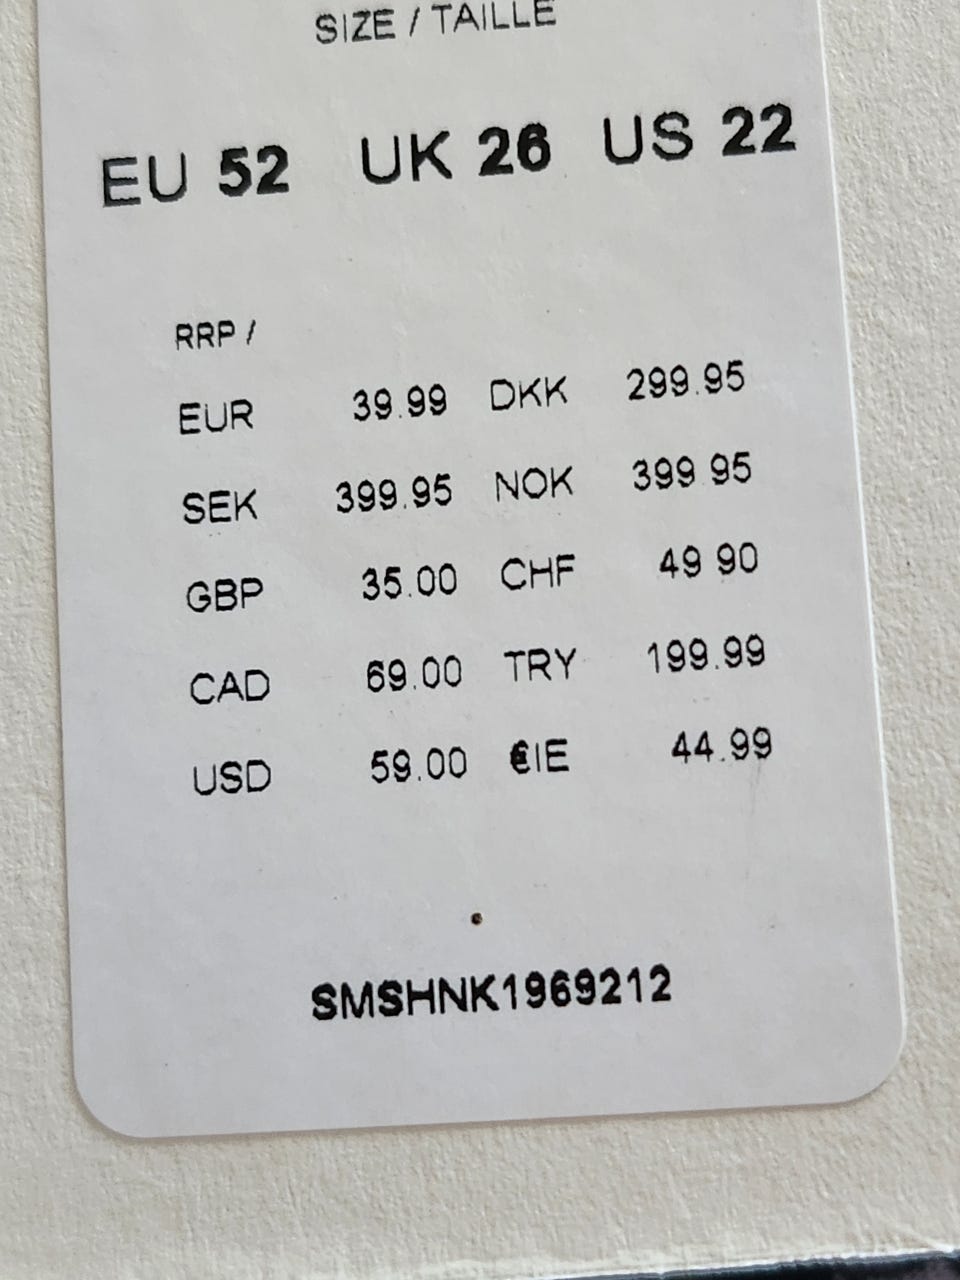 SIZE / TAILLE
EU 52 UK 26 US 22
RRP /
EUR 39.99 DKK 299.95
SEK 399.95 NOK 399 95
GBP 35.00 CHF 49 90
CAD 69.00 TRY 199.99
USD 59.00 €IE 44.99
SMSHNK1969212